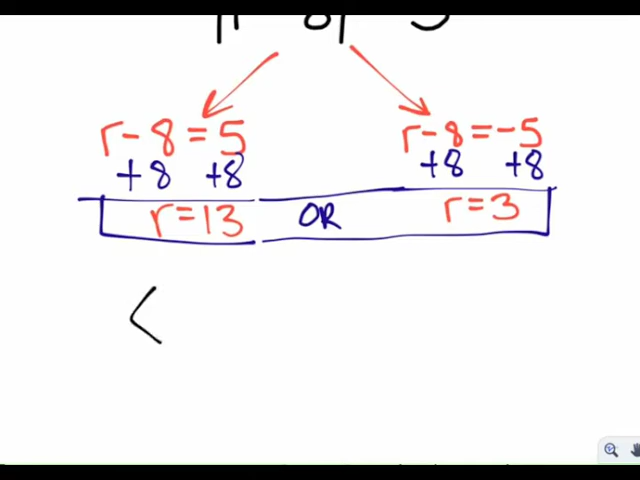 r-8=5 r-8=-5
+8 +8 +8 +8
r=13 OR r=3
<